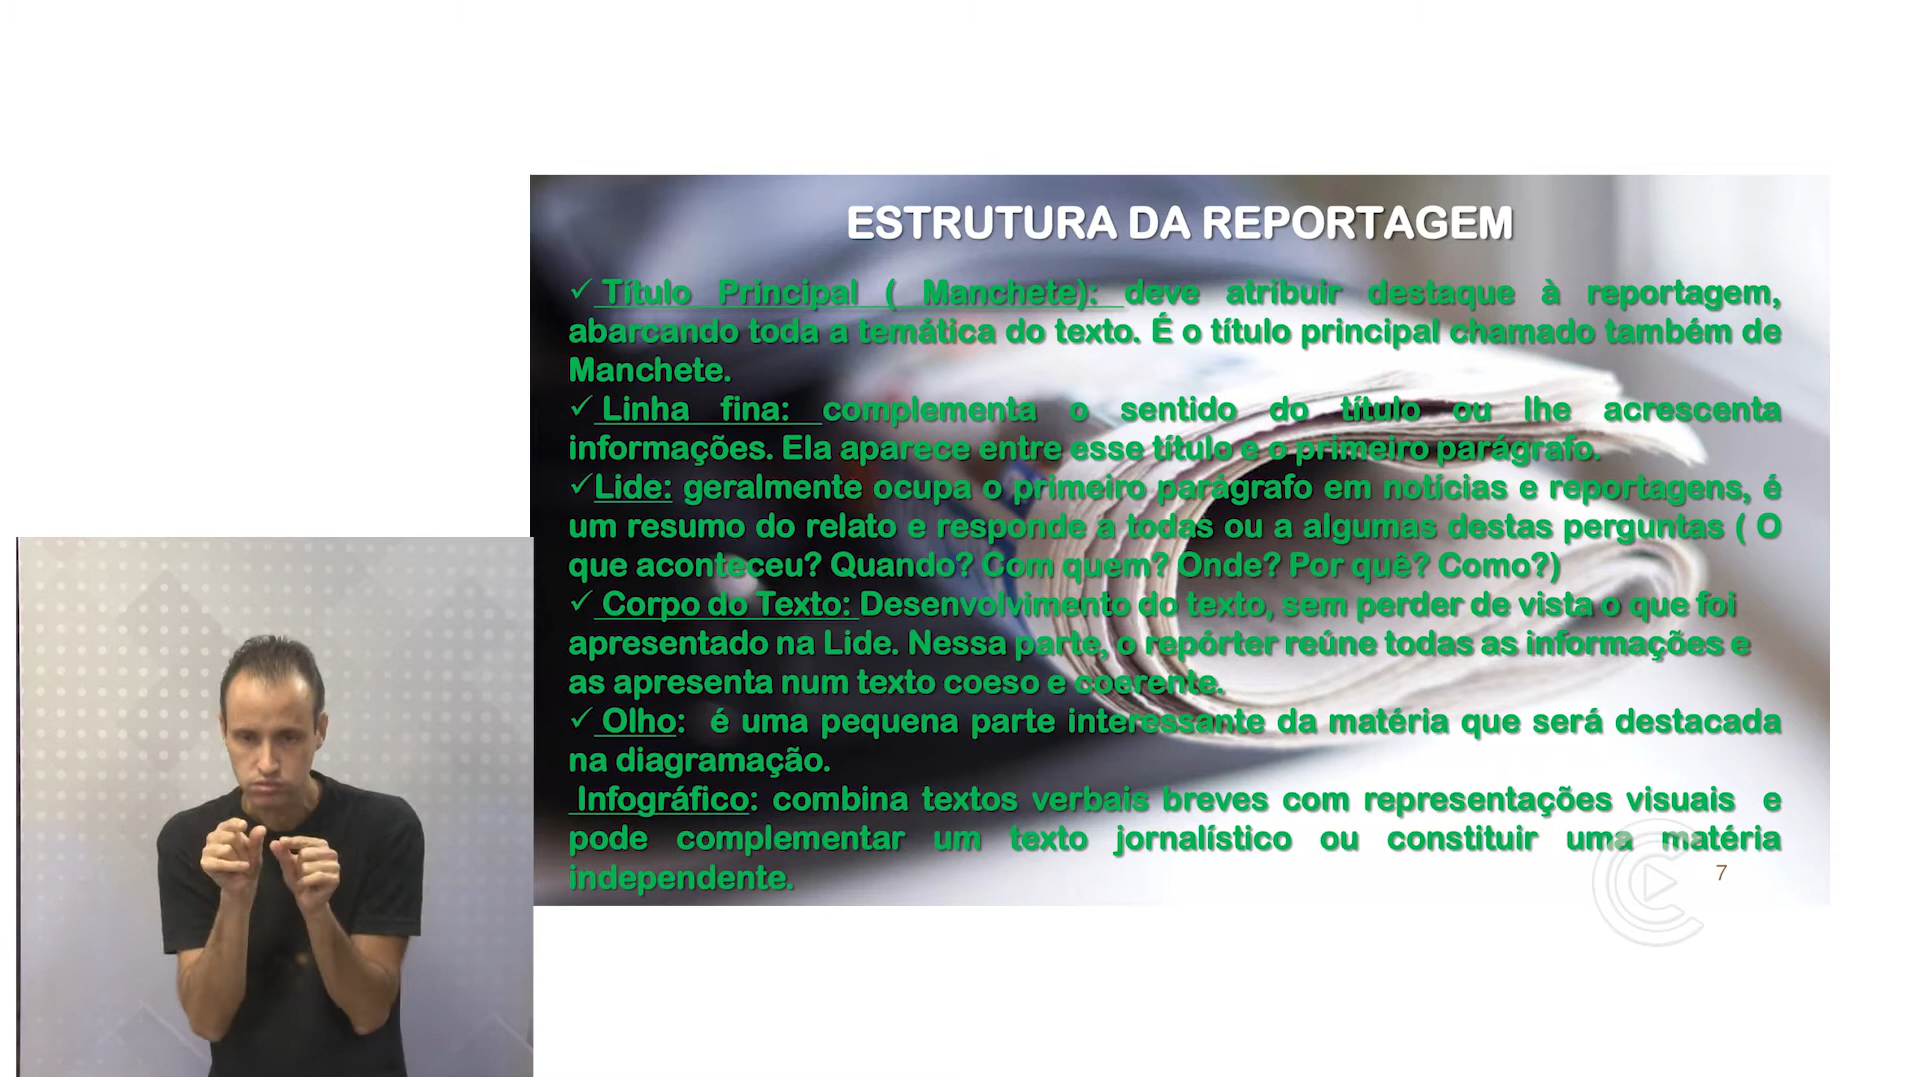 ESTRUTURA DA REPORTAGEM
✓ Título Principal ( Manchete): deve atribuir destaque à reportagem,
abarcando toda a temática do texto. É o título principal chamado também de
Manchete.
✓ Linha fina: complementa o sentido do título ou lhe acrescenta
informações. Ela aparece entre esse título e o primeiro parágrafo.
✓Lide: geralmente ocupa o primeiro parágrafo em notícias e reportagens, é
um resumo do relato e responde a todas ou a algumas destas perguntas ( O
que aconteceu? Quando? Com quem? Onde? Por quê? Como?)
✓ Corpo do Texto: Desenvolvimento do texto, sem perder de vista o que foi
apresentado na Lide. Nessa parte, o repórter reúne todas as informações e
as apresenta num texto coeso e coerente.
✓ Olho: é uma pequena parte interessante da matéria que será destacada
na diagramação.
Infográfico: combina textos verbais breves com representações visuais e
pode complementar um texto jornalístico ou constituir uma matéria
independente.
7